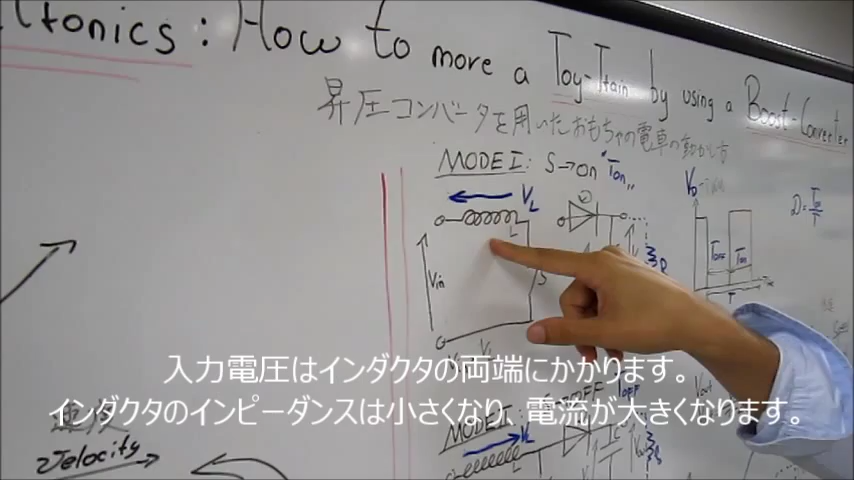 ltonics: How to more a Toy-Train by using a Boost-Converter
昇圧コンバータを用いたおもちゃの電車の動かし方
MODE I: S→on "Ton"
VL
L
Vin
S
R
Vo
D = Ton/T
TOFF Ton
T
入力電圧はインダクタの両端にかかります。
インダクタのインピーダンスは小さくなり、電流が大きくなります。
MODE I OFF TOFF
VL
L
Velocity